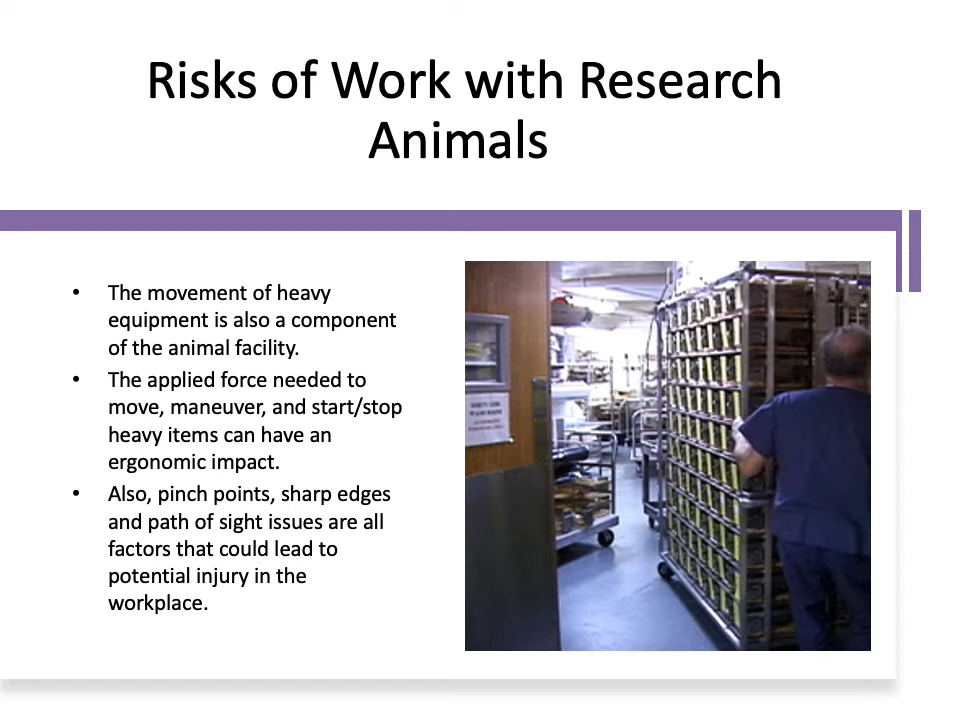 Risks of Work with Research
Animals
• The movement of heavy
equipment is also a component
of the animal facility.
• The applied force needed to
move, maneuver, and start/stop
heavy items can have an
ergonomic impact.
• Also, pinch points, sharp edges
and path of sight issues are all
factors that could lead to
potential injury in the
workplace.